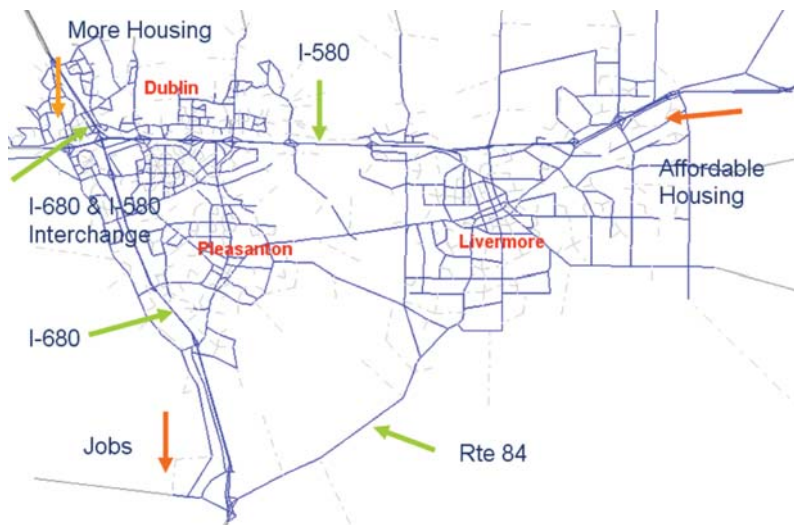 More Housing
I-580
Dublin
Affordable
Housing
I-680 & I-580
Interchange
Pleasanton
Livermore
I-680
Jobs
Rte 84